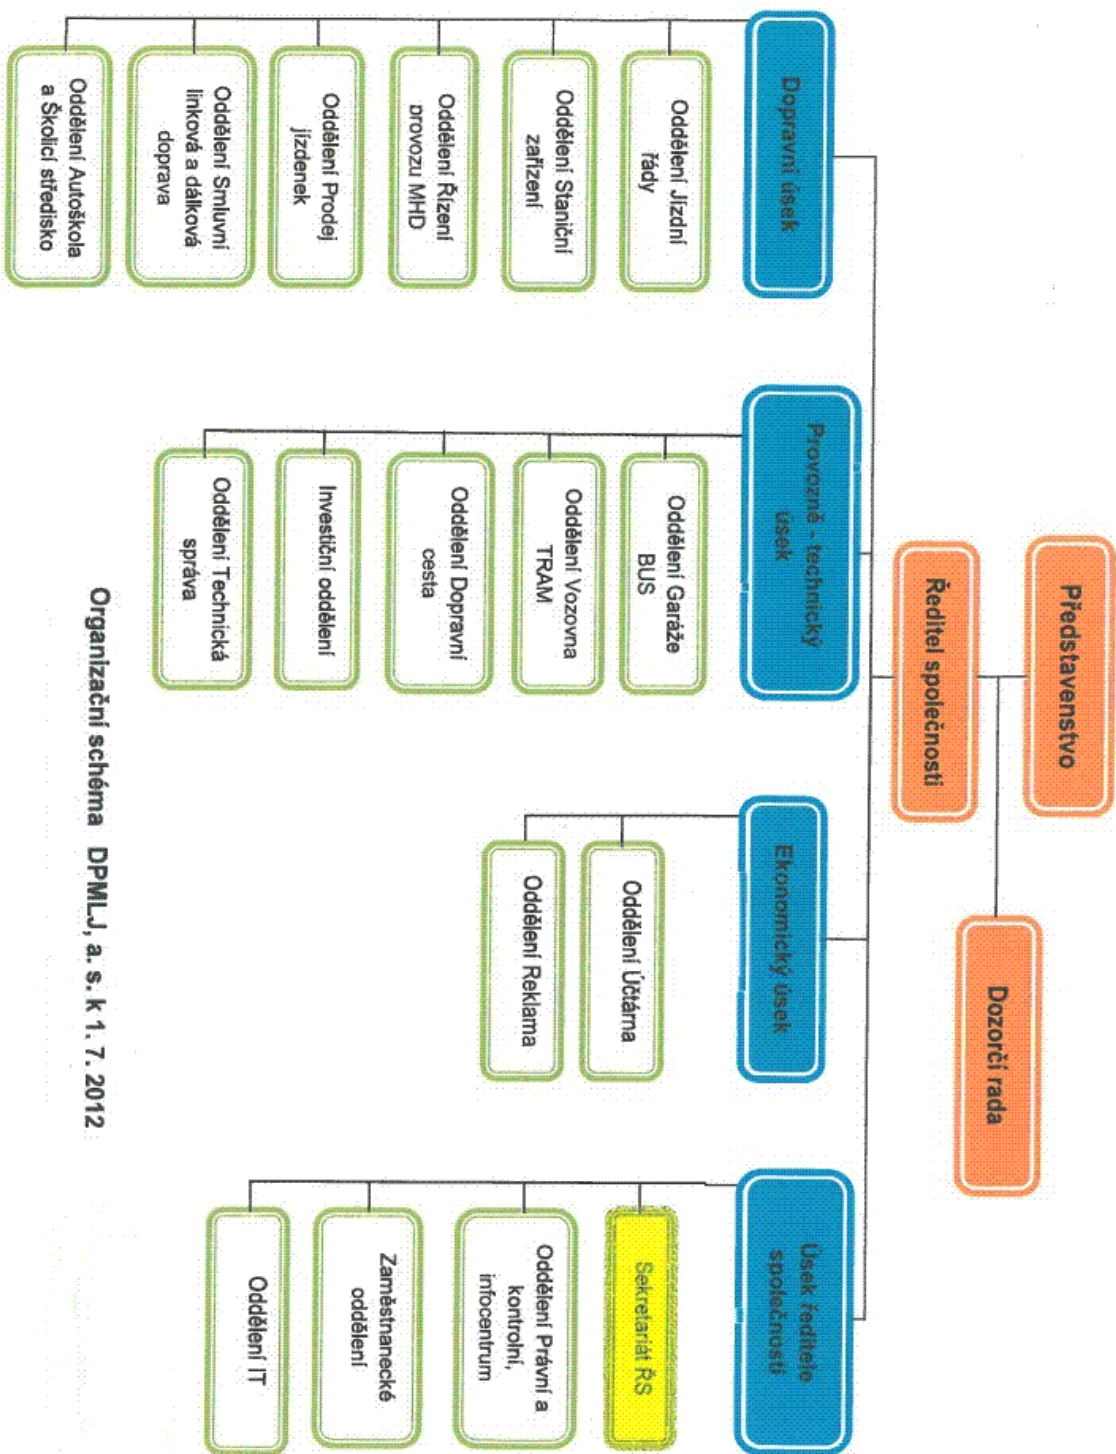 Představenstvo
Dozorčí rada
Ředitel společnosti
Dopravní úsek
Oddělení Jízdní
řády
Oddělení Staniční
zařízení
Oddělení Řízení
provozu MHD
Oddělení Prodej
jízdenek
Oddělení Smluvní
linková a dálková
doprava
Oddělení Autoškola
a Školicí středisko
Provozně - technický
úsek
Oddělení Garáže
BUS
Oddělení Vozovna
TRAM
Oddělení Dopravní
cesta
Investiční oddělení
Oddělení Technická
správa
Ekonomický úsek
Oddělení Účtárna
Oddělení Reklama
Úsek ředitele
společnosti
Sekretariát ŘS
Oddělení Právní a
kontrolní,
infocentrum
Zaměstnanecké
oddělení
Oddělení IT
Organizační schéma DPMLJ, a. s. k 1. 7. 2012